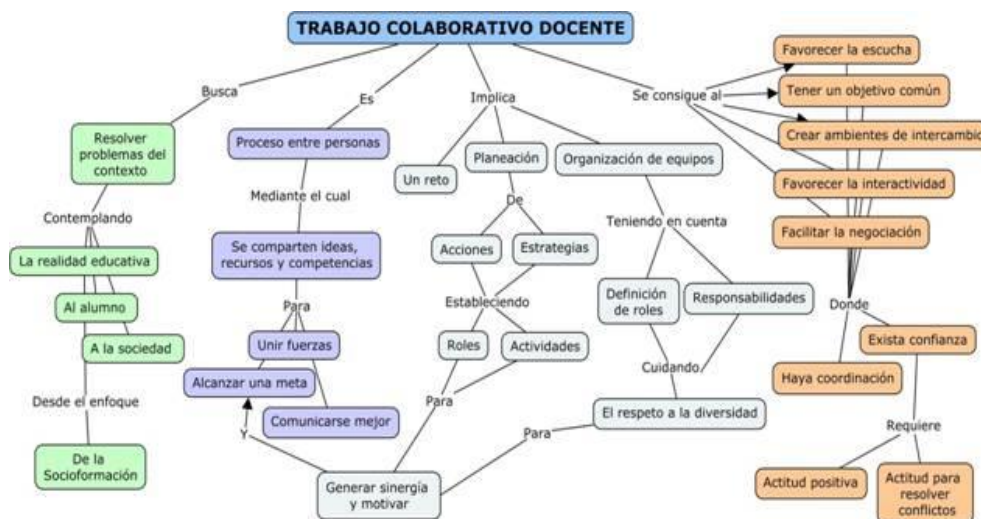 TRABAJO COLABORATIVO DOCENTE
Busca
Resolver
problemas del
contexto
Contemplando
La realidad educativa
Al alumno
A la sociedad
Desde el enfoque
De la
Socioformación
Es
Proceso entre personas
Mediante el cual
Se comparten ideas,
recursos y competencias
Para
Unir fuerzas
Alcanzar una meta
Comunicarse mejor
Y
Implica
Un reto
Planeación
De
Acciones
Estrategias
Estableciendo
Roles
Actividades
Para
Generar sinergía
y motivar
Organización de equipos
Teniendo en cuenta
Definición
de roles
Responsabilidades
Cuidando
El respeto a la diversidad
Para
Se consigue al
Favorecer la escucha
Tener un objetivo común
Crear ambientes de intercambio
Favorecer la interactividad
Facilitar la negociación
Donde
Exista confianza
Haya coordinación
Requiere
Actitud positiva
Actitud para
resolver
conflictos